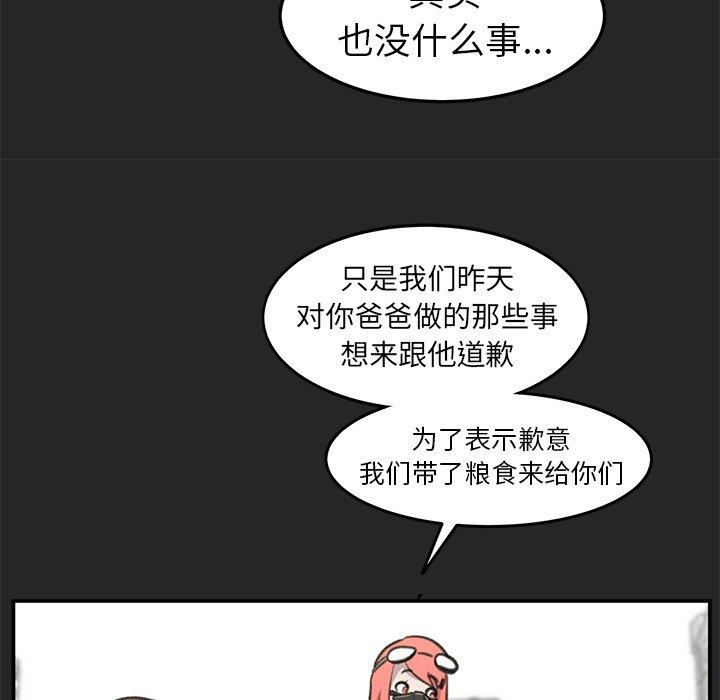 也没什么事...
只是我们昨天
对你爸爸做的那些事
想来跟他道歉
为了表示歉意
我们带了粮食来给你们